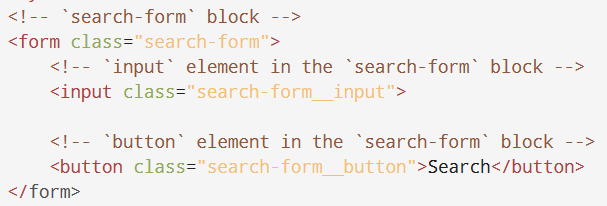 <!-- `search-form` block -->
<form class="search-form">
    <!-- `input` element in the `search-form` block -->
    <input class="search-form__input">

    <!-- `button` element in the `search-form` block -->
    <button class="search-form__button">Search</button>
</form>